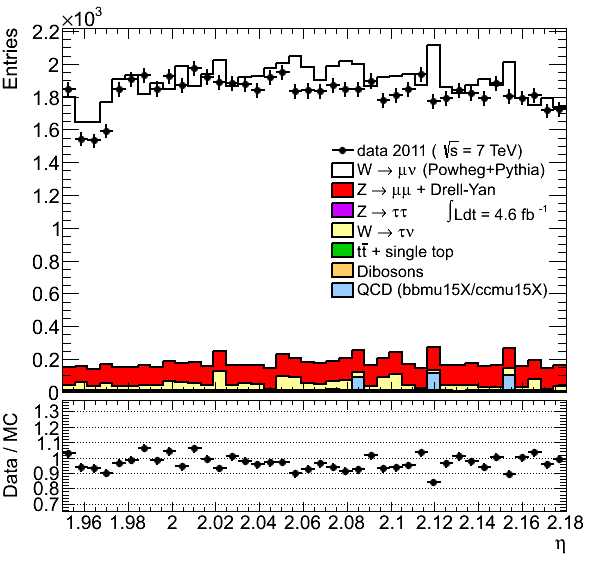 ×10³
Entries
2.2
2
1.8
1.6
1.4
1.2
1
0.8
0.6
0.4
0.2
0
data 2011 ( √s = 7 TeV)
W → μν (Powheg+Pythia)
Z → μμ + Drell-Yan
Z → ττ
∫Ldt = 4.6 fb⁻¹
W → τν
tt̄ + single top
Dibosons
QCD (bbmu15X/ccmu15X)
Data / MC
1.3
1.2
1.1
1
0.9
0.8
0.7
1.96 1.98 2 2.02 2.04 2.06 2.08 2.1 2.12 2.14 2.16 2.18
η